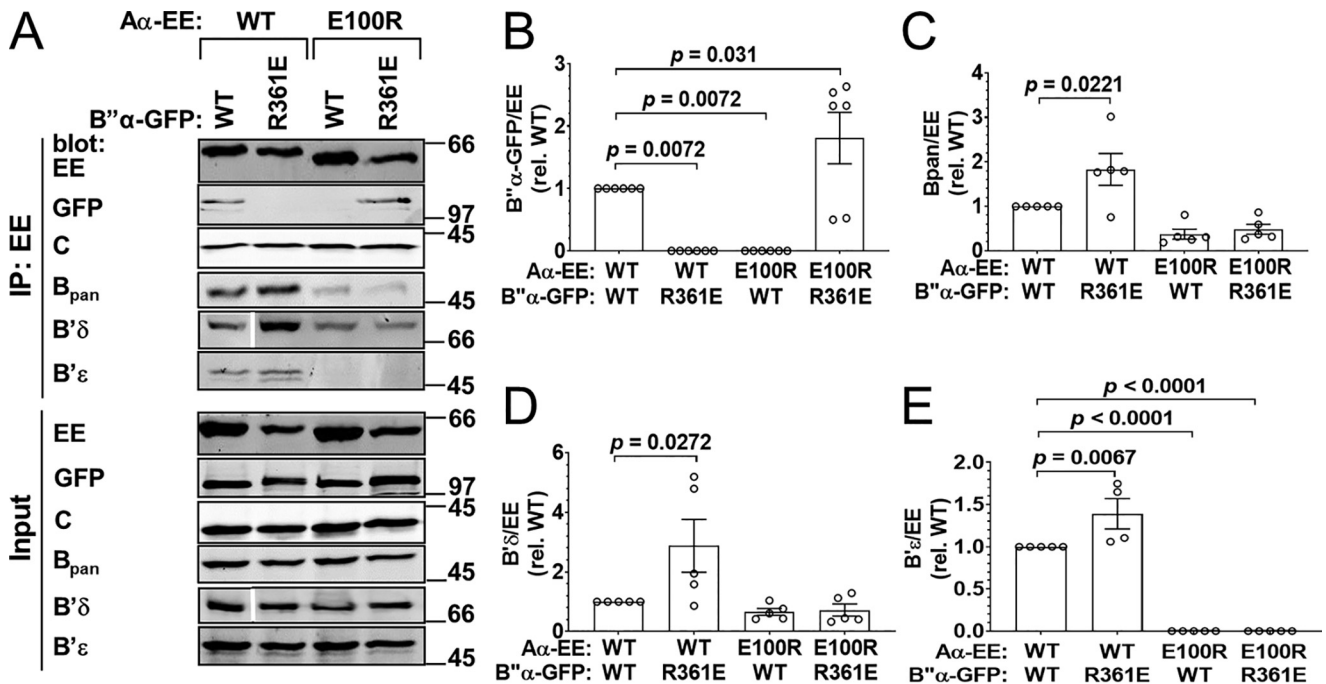 A
Aα-EE: WT E100R
B"α-GFP: WT R361E WT R361E
IP: EE
blot:
EE 66
GFP 97
C 45
Bpan 45
B'δ 66
B'ε 45
Input
EE 66
GFP 97
C 45
Bpan 45
B'δ 66
B'ε 45
B
B"α-GFP/EE
(rel. WT)
3
2
1
0
p = 0.031
p = 0.0072
p = 0.0072
Aα-EE: WT WT E100R E100R
B"α-GFP: WT R361E WT R361E
C
Bpan/EE
(rel. WT)
4
3
2
1
0
p = 0.0221
Aα-EE: WT WT E100R E100R
B"α-GFP: WT R361E WT R361E
D
B'δ/EE
(rel. WT)
6
4
2
0
p = 0.0272
Aα-EE: WT WT E100R E100R
B"α-GFP: WT R361E WT R361E
E
B'ε/EE
(rel. WT)
2.0
1.5
1.0
0.5
0.0
p < 0.0001
p < 0.0001
p = 0.0067
Aα-EE: WT WT E100R E100R
B"α-GFP: WT R361E WT R361E